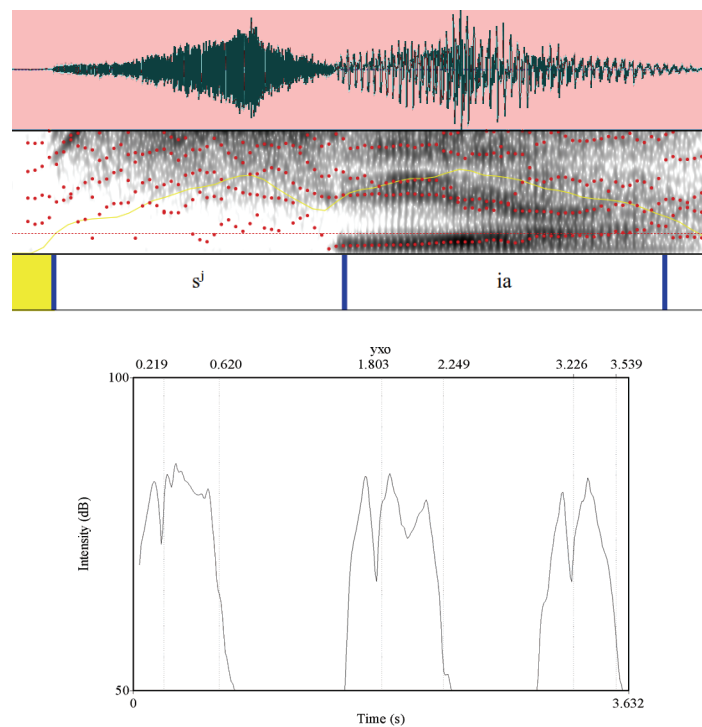 sʲ ia
ухо
0.219 0.620 1.803 2.249 3.226 3.539
100
Intensity (dB)
50
0 3.632
Time (s)